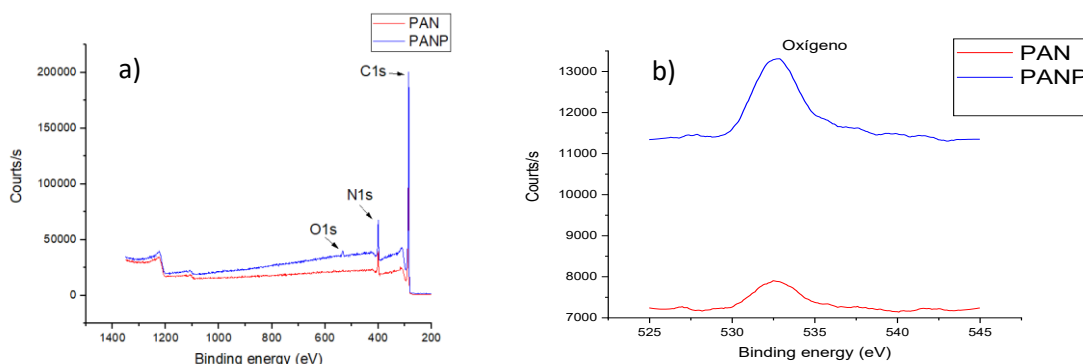 PAN
PANP
a)
C1s
N1s
O1s
200000
150000
100000
50000
0
1400 1200 1000 800 600 400 200
Courts/s
Binding energy (eV)
Oxígeno
PAN
PANP
b)
13000
12000
11000
8000
7000
525 530 535 540 545
Courts/s
Binding energy (eV)